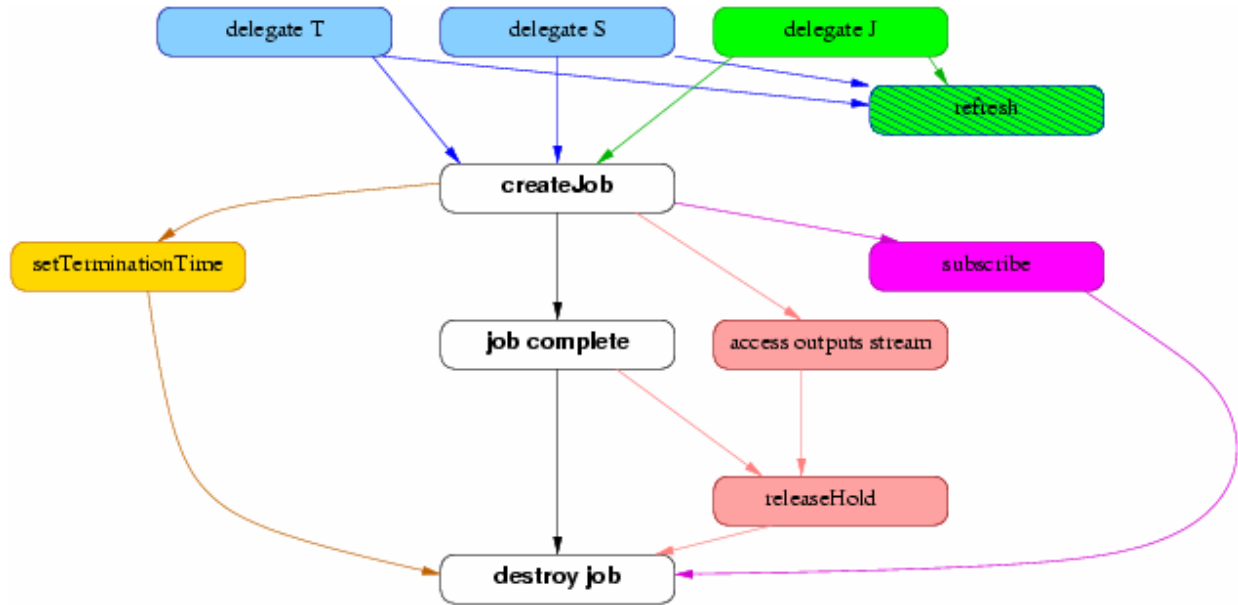 delegate T
delegate S
delegate J
refresh
createJob
setTerminationTime
subscribe
job complete
access outputs stream
releaseHold
destroy job